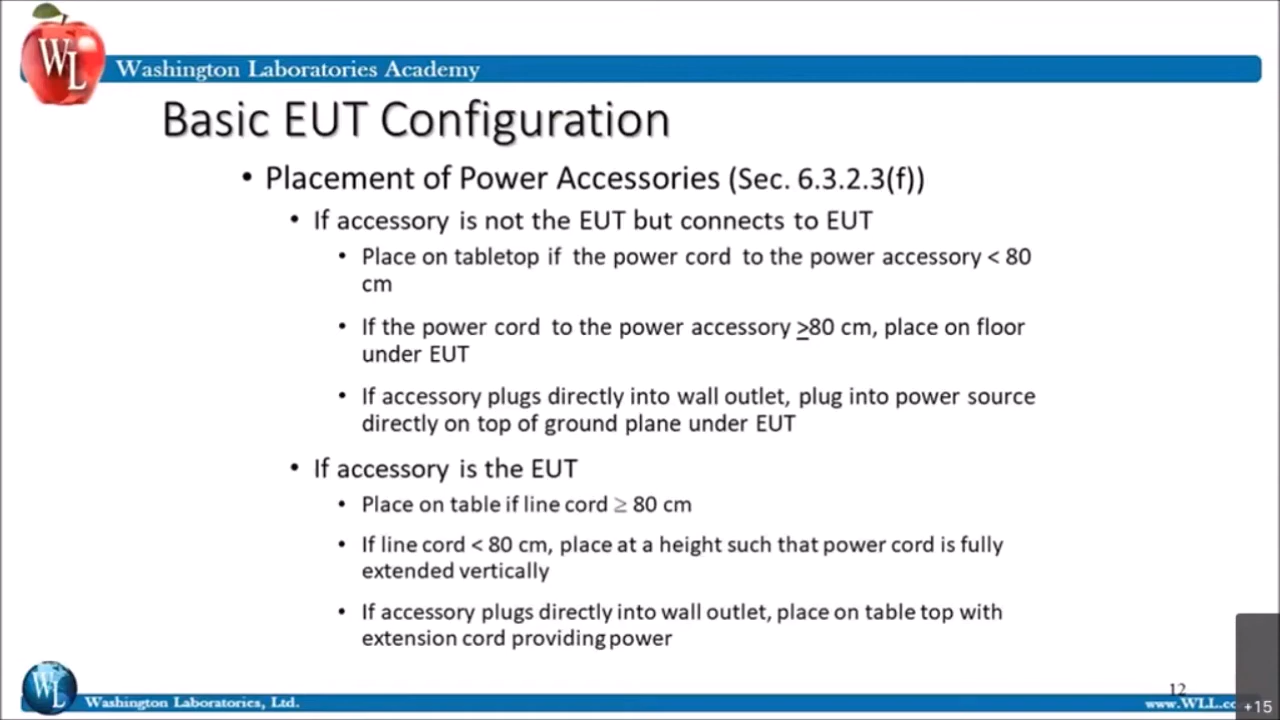 WL
Washington Laboratories Academy
Basic EUT Configuration
• Placement of Power Accessories (Sec. 6.3.2.3(f))
• If accessory is not the EUT but connects to EUT
• Place on tabletop if the power cord to the power accessory < 80
cm
• If the power cord to the power accessory >80 cm, place on floor
under EUT
• If accessory plugs directly into wall outlet, plug into power source
directly on top of ground plane under EUT
• If accessory is the EUT
• Place on table if line cord ≥ 80 cm
• If line cord < 80 cm, place at a height such that power cord is fully
extended vertically
• If accessory plugs directly into wall outlet, place on table top with
extension cord providing power
12
WL
Washington Laboratories, Ltd.
www.WLL.co
+15